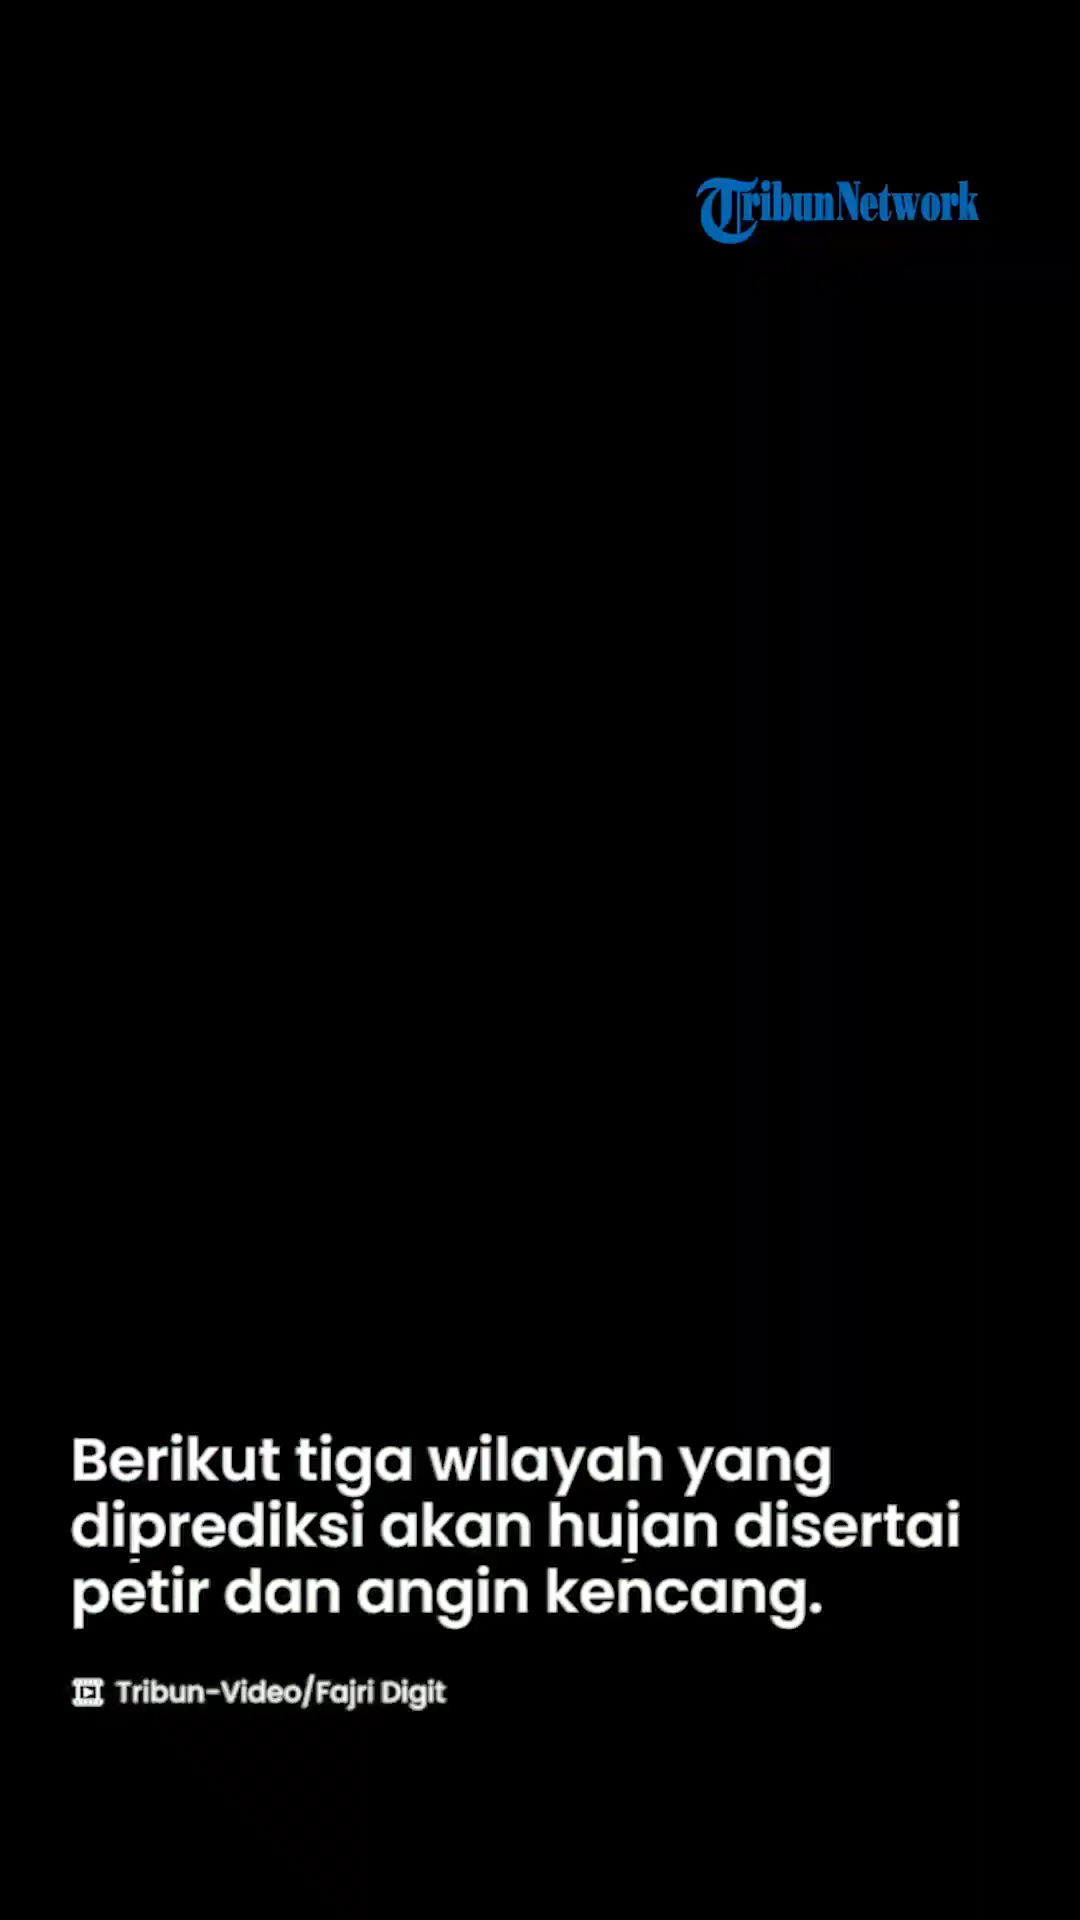 TribunNetwork
Berikut tiga wilayah yang
diprediksi akan hujan disertai
petir dan angin kencang.
Tribun-Video/Fajri Digit